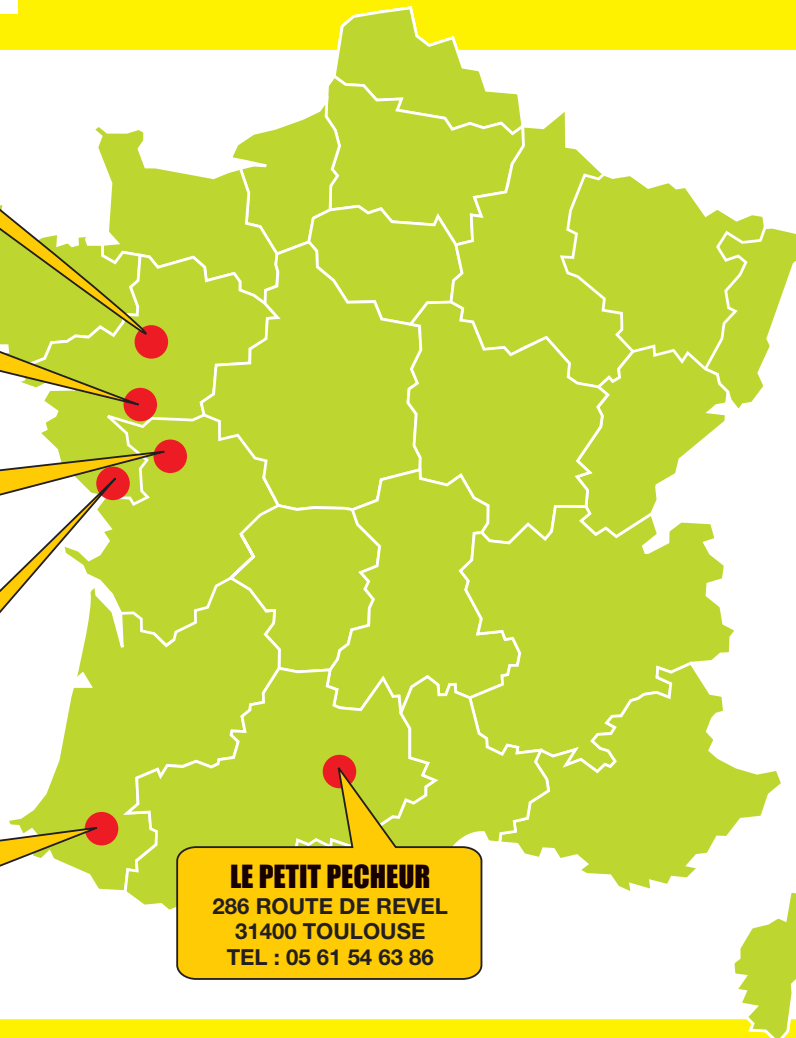 LE PETIT PECHEUR
286 ROUTE DE REVEL
31400 TOULOUSE
TEL : 05 61 54 63 86